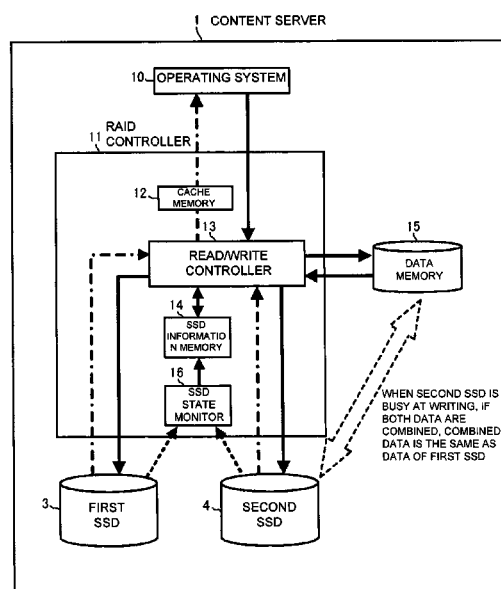 1 CONTENT SERVER
10 OPERATING SYSTEM
RAID
11 CONTROLLER
12 CACHE
MEMORY
13
READ/WRITE
CONTROLLER
15
DATA
MEMORY
14
SSD
INFORMATIO
N MEMORY
16
SSD
STATE
MONITOR
WHEN SECOND SSD IS
BUSY AT WRITING, IF
BOTH DATA ARE
COMBINED, COMBINED
DATA IS THE SAME AS
DATA OF FIRST SSD
3 FIRST
SSD
4 SECOND
SSD